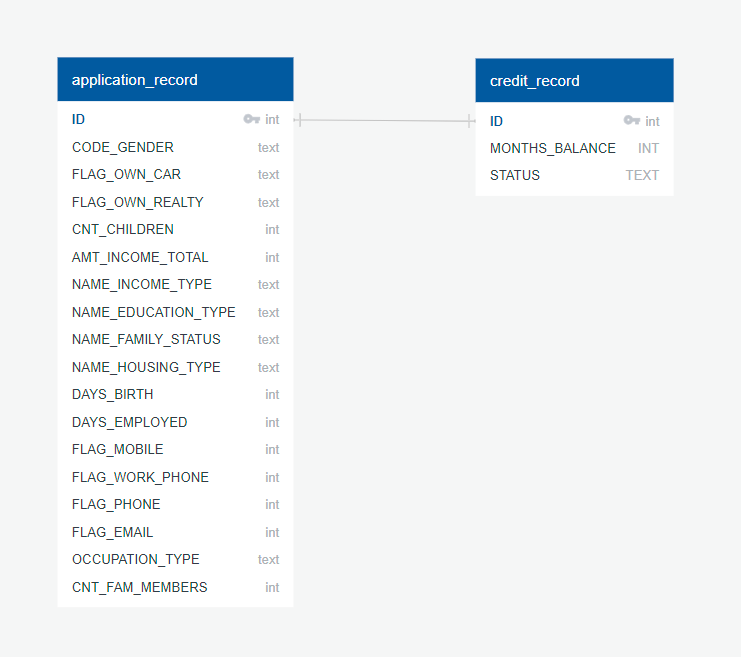 application_record
ID int
CODE_GENDER text
FLAG_OWN_CAR text
FLAG_OWN_REALTY text
CNT_CHILDREN int
AMT_INCOME_TOTAL int
NAME_INCOME_TYPE text
NAME_EDUCATION_TYPE text
NAME_FAMILY_STATUS text
NAME_HOUSING_TYPE text
DAYS_BIRTH int
DAYS_EMPLOYED int
FLAG_MOBILE int
FLAG_WORK_PHONE int
FLAG_PHONE int
FLAG_EMAIL int
OCCUPATION_TYPE text
CNT_FAM_MEMBERS int
credit_record
ID int
MONTHS_BALANCE INT
STATUS TEXT